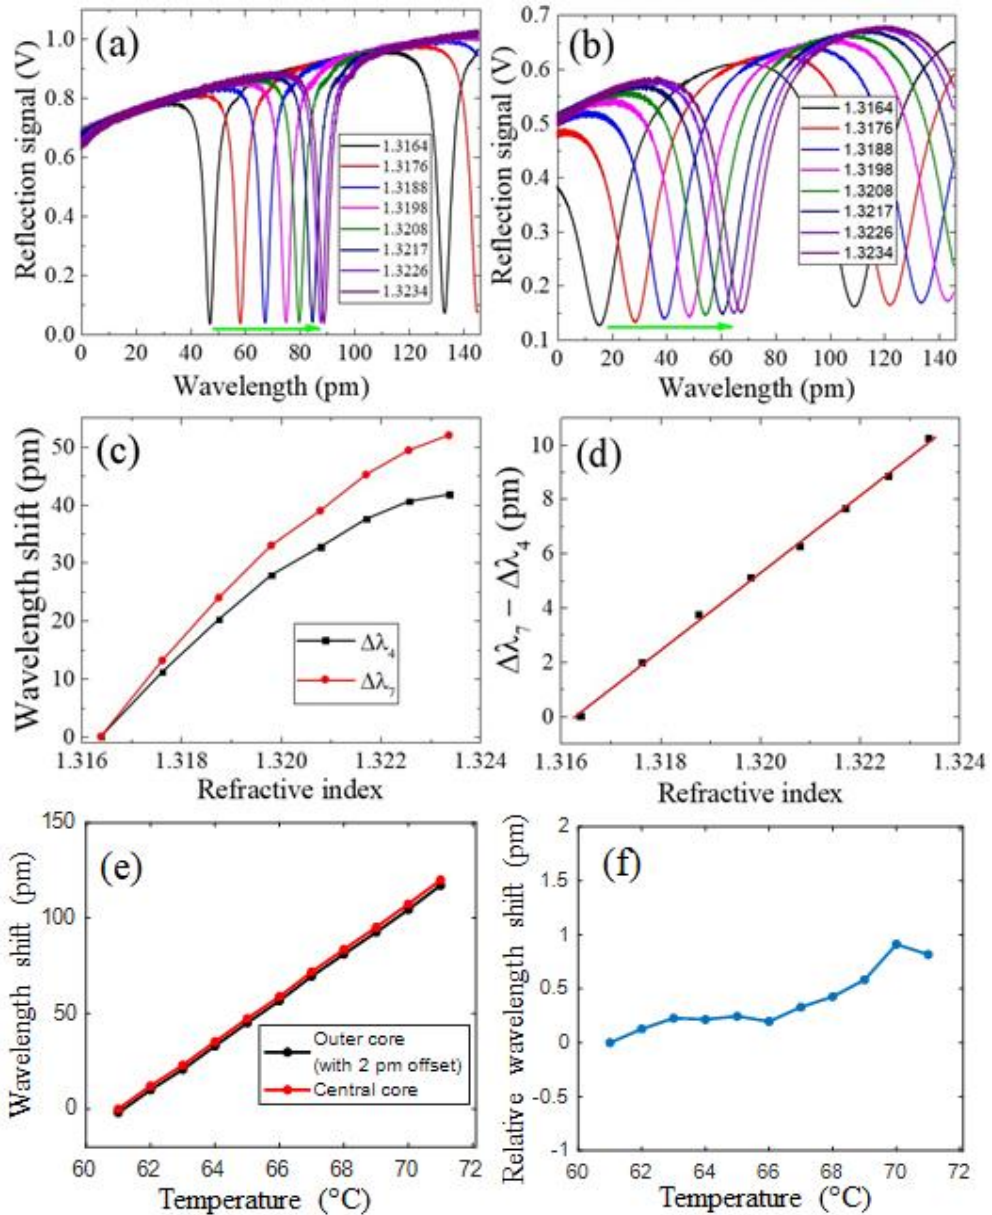 (a)
Reflection signal (V)
1.0
0.8
0.6
0.4
0.2
0.0
1.3164
1.3176
1.3188
1.3198
1.3208
1.3217
1.3226
1.3234
0 20 40 60 80 100 120 140
Wavelength (pm)
(b)
Reflection signal (V)
0.7
0.6
0.5
0.4
0.3
0.2
0.1
1.3164
1.3176
1.3188
1.3198
1.3208
1.3217
1.3226
1.3234
0 20 40 60 80 100 120 140
Wavelength (pm)
(c)
Wavelength shift (pm)
50
40
30
20
10
0
Δλ4
Δλ7
1.316 1.318 1.320 1.322 1.324
Refractive index
(d)
Δλ7 − Δλ4 (pm)
10
8
6
4
2
0
1.316 1.318 1.320 1.322 1.324
Refractive index
(e)
Wavelength shift (pm)
150
100
50
0
Outer core
(with 2 pm offset)
Central core
60 62 64 66 68 70 72
Temperature (°C)
(f)
Relative wavelength shift (pm)
2
1.5
1
0.5
0
-0.5
-1
60 62 64 66 68 70 72
Temperature (°C)